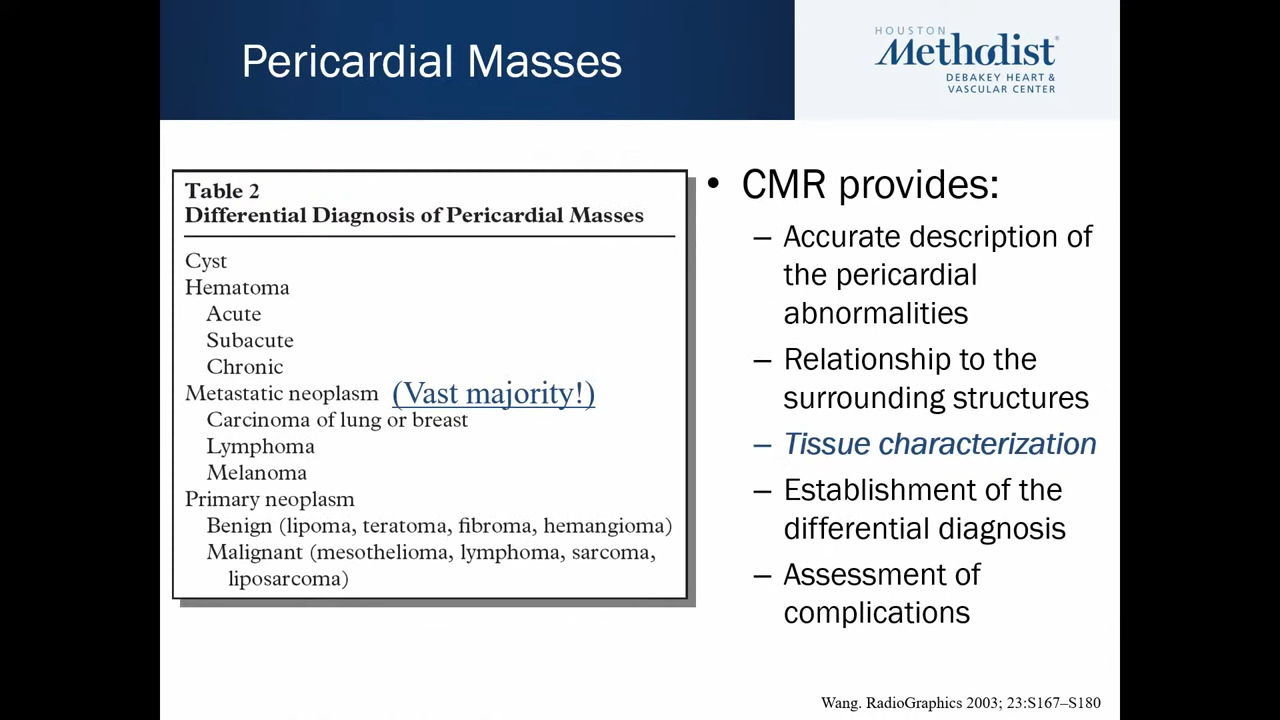 Pericardial Masses
HOUSTON
Methodist®
DEBAKEY HEART &
VASCULAR CENTER
Table 2
Differential Diagnosis of Pericardial Masses
Cyst
Hematoma
Acute
Subacute
Chronic
Metastatic neoplasm (Vast majority!)
Carcinoma of lung or breast
Lymphoma
Melanoma
Primary neoplasm
Benign (lipoma, teratoma, fibroma, hemangioma)
Malignant (mesothelioma, lymphoma, sarcoma,
liposarcoma)
• CMR provides:
– Accurate description of
the pericardial
abnormalities
– Relationship to the
surrounding structures
– Tissue characterization
– Establishment of the
differential diagnosis
– Assessment of
complications
Wang. RadioGraphics 2003; 23:S167–S180